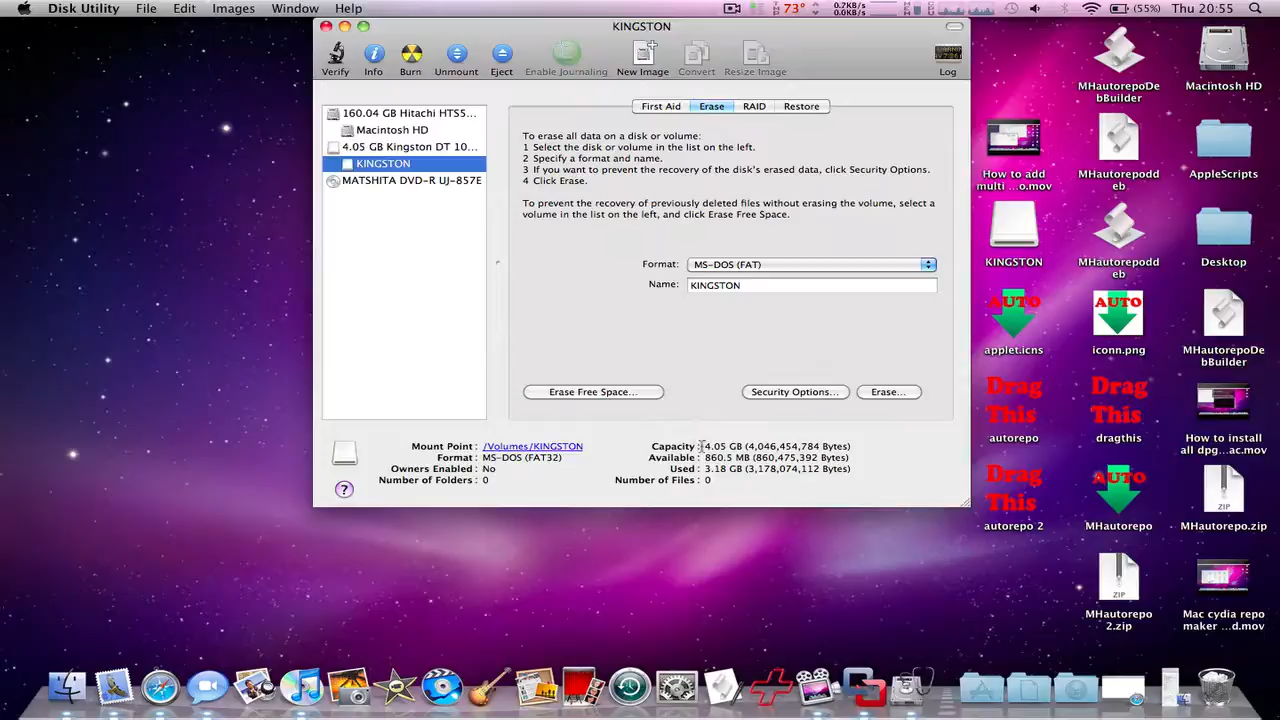 Disk Utility File Edit Images Window Help 73° 0.7KB/s 0.0KB/s (55%) Thu 20:55
KINGSTON
Verify Info Burn Unmount Eject Enable Journaling New Image Convert Resize Image Log
160.04 GB Hitachi HTS5...
Macintosh HD
4.05 GB Kingston DT 10...
KINGSTON
MATSHITA DVD-R UJ-857E
First Aid Erase RAID Restore
To erase all data on a disk or volume:
1 Select the disk or volume in the list on the left.
2 Specify a format and name.
3 If you want to prevent the recovery of the disk's erased data, click Security Options.
4 Click Erase.
To prevent the recovery of previously deleted files without erasing the volume, select a
volume in the list on the left, and click Erase Free Space.
Format: MS-DOS (FAT)
Name: KINGSTON
Erase Free Space... Security Options... Erase...
Mount Point : /Volumes/KINGSTON
Format : MS-DOS (FAT32)
Owners Enabled : No
Number of Folders : 0
Capacity : 4.05 GB (4,046,454,784 Bytes)
Available : 860.5 MB (860,475,392 Bytes)
Used : 3.18 GB (3,178,074,112 Bytes)
Number of Files : 0
?
MHautorepoDe
bBuilder
Macintosh HD
How to add
multi ...o.mov
MHautorepodd
eb
AppleScripts
KINGSTON
MHautorepodd
eb
Desktop
AUTO
applet.icns
AUTO
iconn.png
MHautorepoDe
bBuilder
Drag
This
autorepo
Drag
This
dragthis
How to install
all dpg ...ac.mov
Drag
This
autorepo 2
AUTO
MHautorepo
ZIP
MHautorepo.zip
ZIP
MHautorepo
2.zip
Mac cydia repo
maker ...d.mov